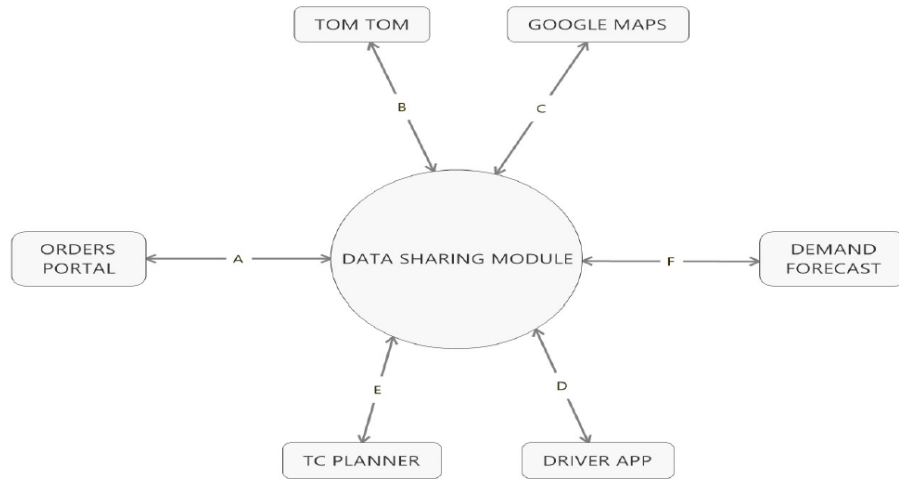 TOM TOM
GOOGLE MAPS
B
C
ORDERS
PORTAL
A
DATA SHARING MODULE
F
DEMAND
FORECAST
E
D
TC PLANNER
DRIVER APP